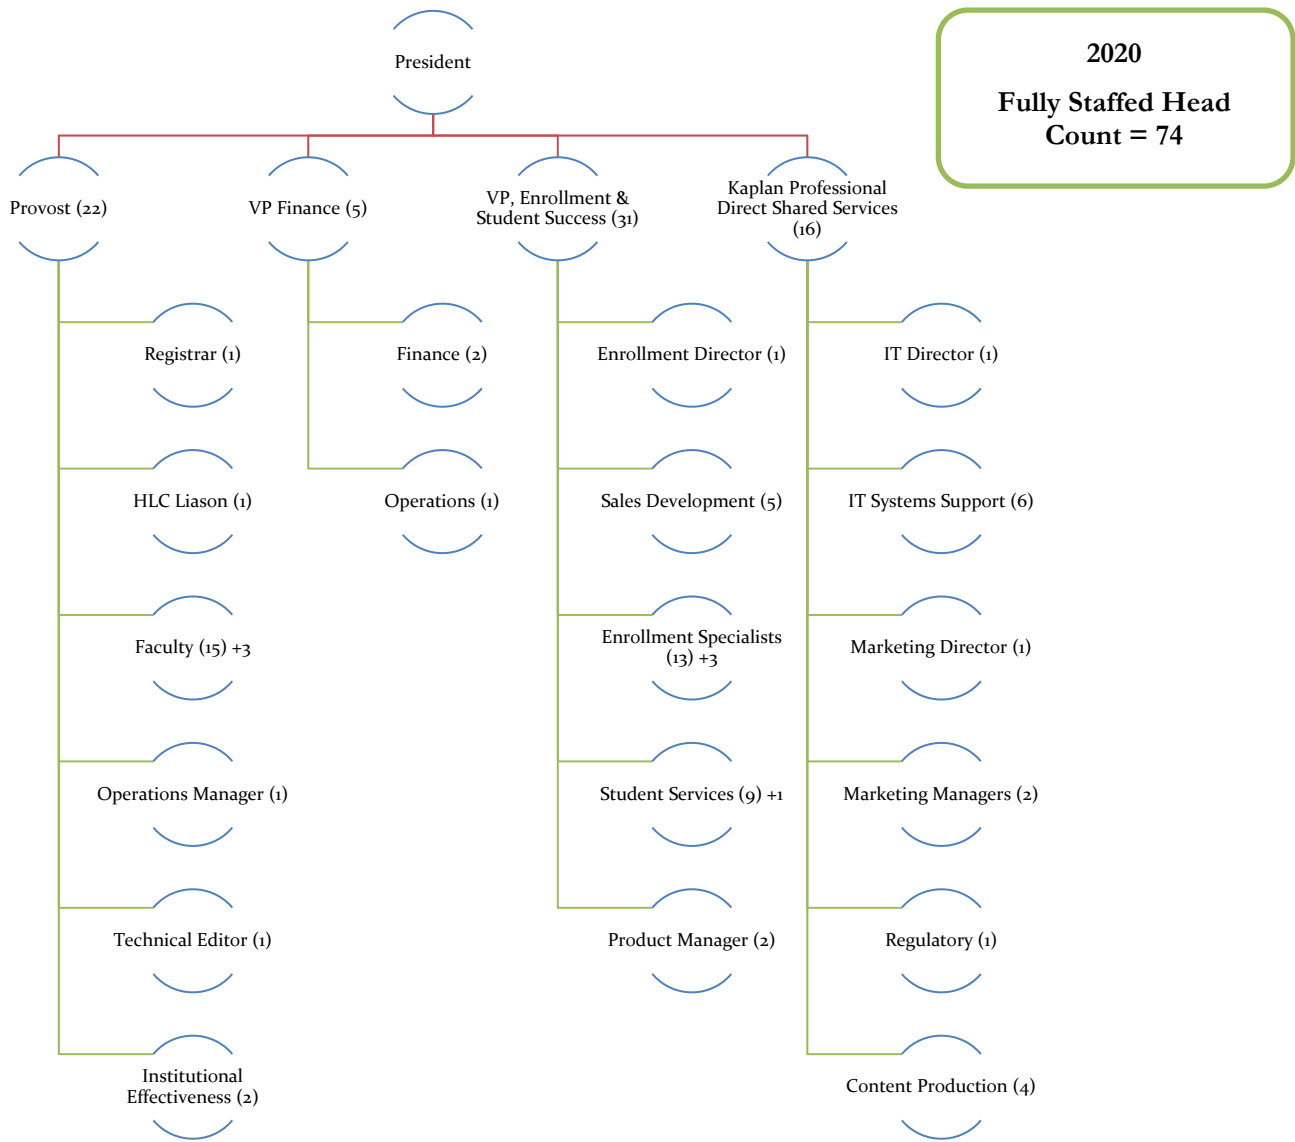 President
2020
Fully Staffed Head
Count = 74
Provost (22)
VP Finance (5)
VP, Enrollment &
Student Success (31)
Kaplan Professional
Direct Shared Services
(16)
Registrar (1)
Finance (2)
Enrollment Director (1)
IT Director (1)
HLC Liason (1)
Operations (1)
Sales Development (5)
IT Systems Support (6)
Faculty (15) +3
Enrollment Specialists
(13) +3
Marketing Director (1)
Operations Manager (1)
Student Services (9) +1
Marketing Managers (2)
Technical Editor (1)
Product Manager (2)
Regulatory (1)
Institutional
Effectiveness (2)
Content Production (4)